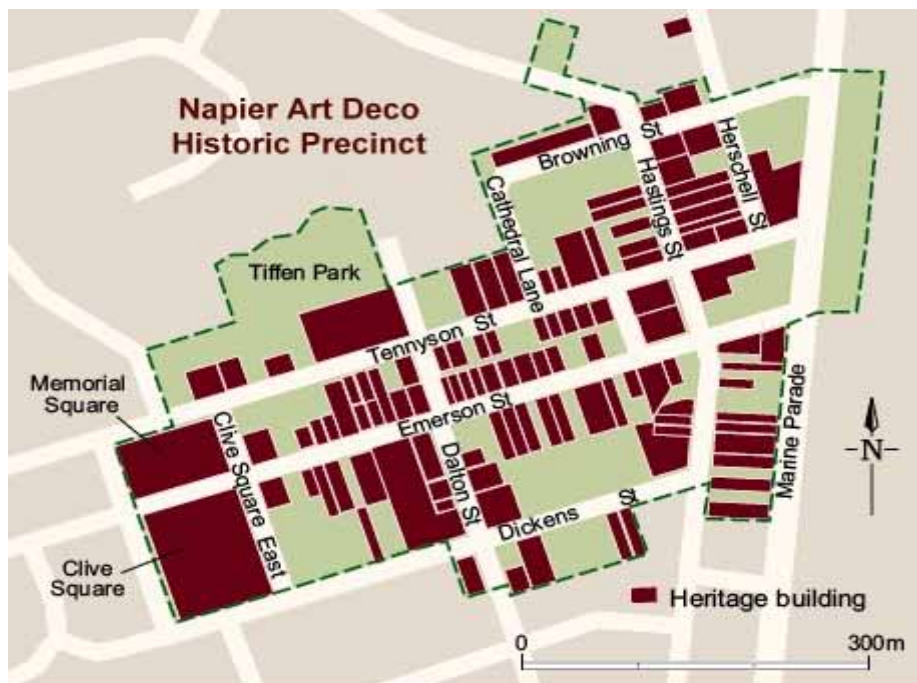 Napier Art Deco
Historic Precinct
Browning St
Herschell St
Hastings St
Cathedral Lane
Tiffen Park
Tennyson St
Memorial
Square
Emerson St
Clive Square East
Dalton St
Marine Parade
N
Dickens St
Clive
Square
Heritage building
0
300m